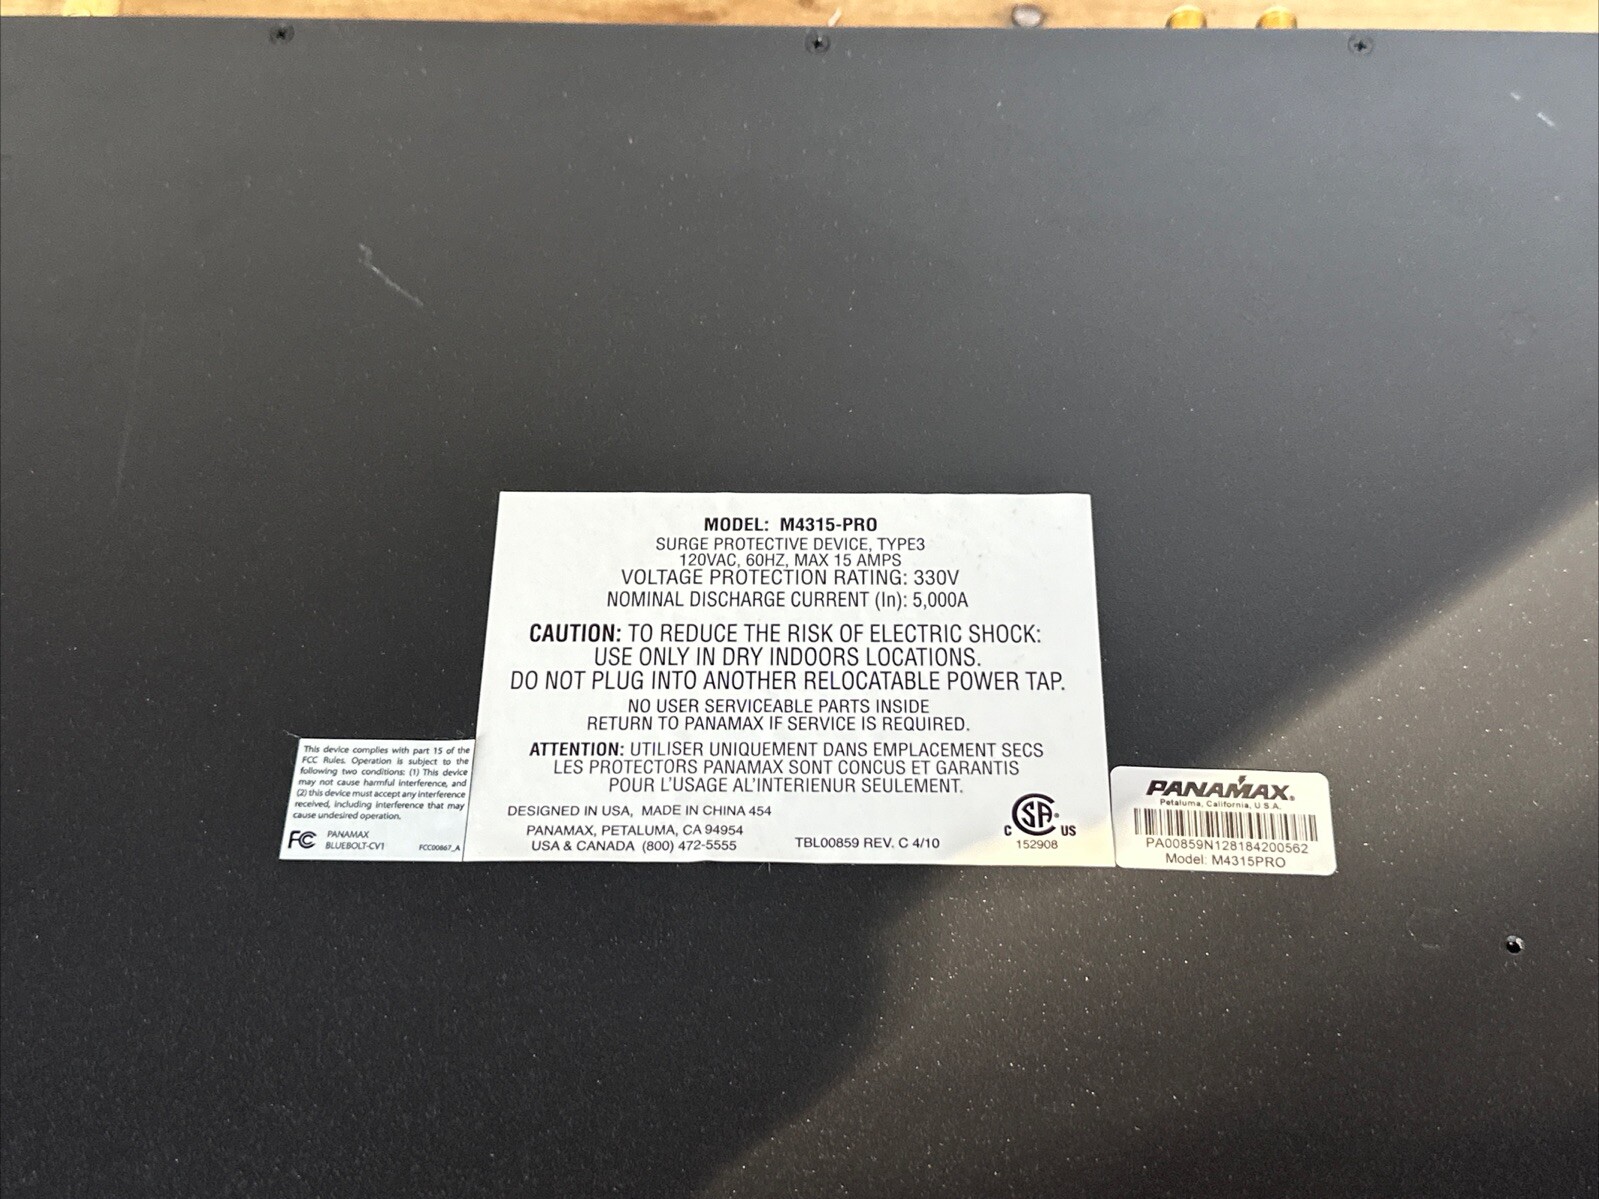 MODEL: M4315-PRO
SURGE PROTECTIVE DEVICE, TYPE3
120VAC, 60HZ, MAX 15 AMPS
VOLTAGE PROTECTION RATING: 330V
NOMINAL DISCHARGE CURRENT (In): 5,000A
CAUTION: TO REDUCE THE RISK OF ELECTRIC SHOCK:
USE ONLY IN DRY INDOORS LOCATIONS.
DO NOT PLUG INTO ANOTHER RELOCATABLE POWER TAP.
NO USER SERVICEABLE PARTS INSIDE
RETURN TO PANAMAX IF SERVICE IS REQUIRED.
ATTENTION: UTILISER UNIQUEMENT DANS EMPLACEMENT SECS
LES PROTECTORS PANAMAX SONT CONCUS ET GARANTIS
POUR L'USAGE AL'INTERIENUR SEULEMENT.
DESIGNED IN USA, MADE IN CHINA 454
PANAMAX, PETALUMA, CA 94954
USA & CANADA (800) 472-5555
TBL00859 REV. C 4/10
C SA US
152908
This device complies with part 15 of the
FCC Rules. Operation is subject to the
following two conditions: (1) This device
may not cause harmful interference, and
(2) this device must accept any interference
received, including interference that may
cause undesired operation.
FC PANAMAX
BLUEBOLT-CV1
FCC00867_A
PANAMAX.
Petaluma, California, U.S.A.
PA00859N128184200562
Model: M4315PRO